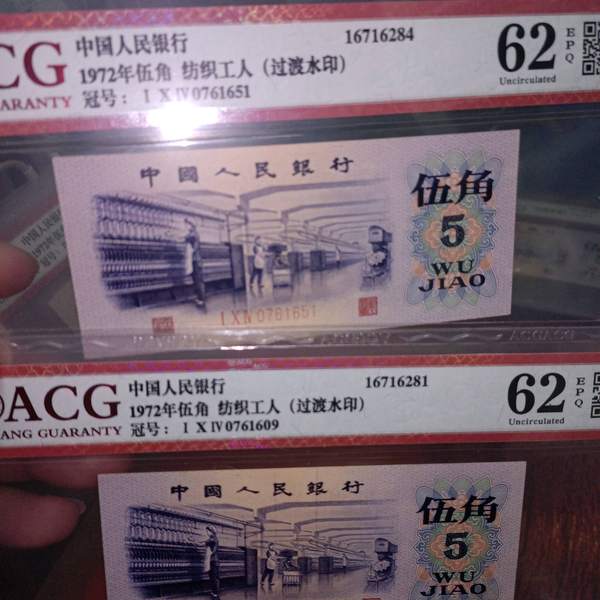 CG
GUARANTY
中国人民银行
1972年伍角 纺织工人（过渡水印）
冠号：ⅠⅩⅣ0761651
16716284
62
EPQ
Uncirculated
中國人民銀行
伍角
5
WU
JIAO
ⅠⅩⅣ0761651
ACG
GUARANTY
中国人民银行
1972年伍角 纺织工人（过渡水印）
冠号：ⅠⅩⅣ0761609
16716281
62
EPQ
Uncirculated
中國人民銀行
伍角
5
WU
JIAO